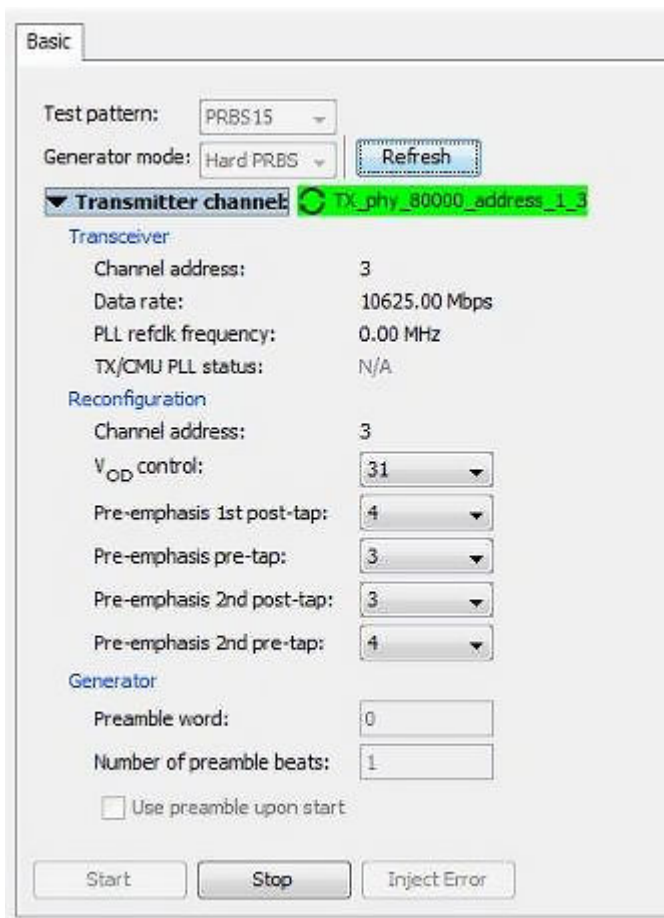 Basic
Test pattern: PRBS15
Generator mode: Hard PRBS Refresh
Transmitter channel: TX_phy_80000_address_1_3
Transceiver
Channel address: 3
Data rate: 10625.00 Mbps
PLL refclk frequency: 0.00 MHz
TX/CMU PLL status: N/A
Reconfiguration
Channel address: 3
VOD control: 31
Pre-emphasis 1st post-tap: 4
Pre-emphasis pre-tap: 3
Pre-emphasis 2nd post-tap: 3
Pre-emphasis 2nd pre-tap: 4
Generator
Preamble word: 0
Number of preamble beats: 1
Use preamble upon start
Start Stop Inject Error